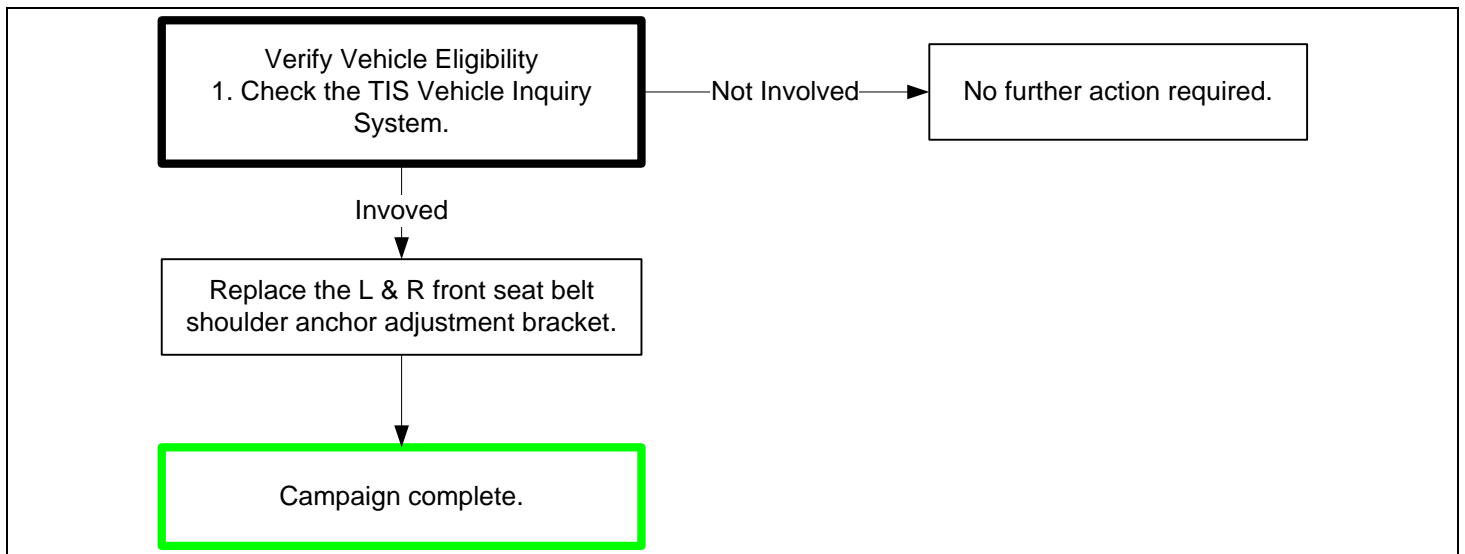 Verify Vehicle Eligibility
1. Check the TIS Vehicle Inquiry
System.
Not Involved
No further action required.
Invoved
Replace the L & R front seat belt
shoulder anchor adjustment bracket.
Campaign complete.